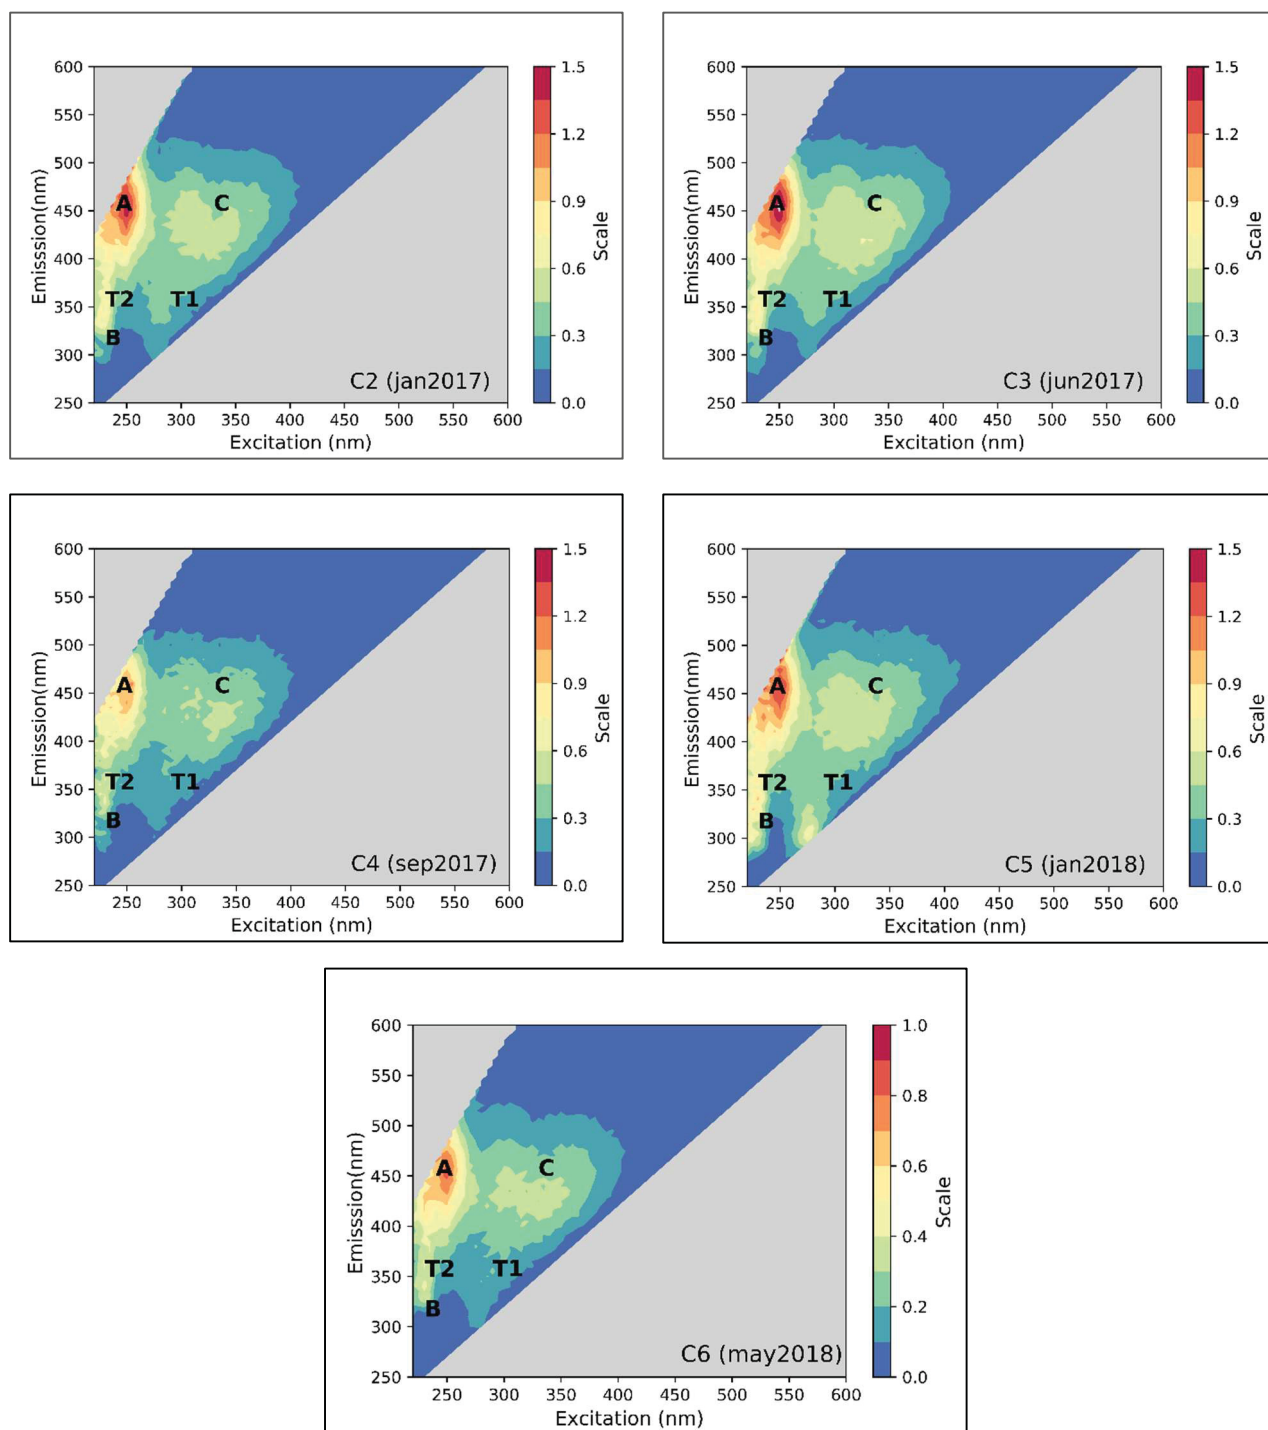 600
550
500
450
400
350
300
250
Emisssion(nm)
A
C
T2
T1
B
C2 (jan2017)
250 300 350 400 450 500 550 600
Excitation (nm)
1.5
1.2
0.9
0.6
0.3
0.0
Scale
600
550
500
450
400
350
300
250
Emisssion(nm)
A
C
T2
T1
B
C3 (jun2017)
250 300 350 400 450 500 550 600
Excitation (nm)
1.5
1.2
0.9
0.6
0.3
0.0
Scale
600
550
500
450
400
350
300
250
Emisssion(nm)
A
C
T2
T1
B
C4 (sep2017)
250 300 350 400 450 500 550 600
Excitation (nm)
1.5
1.2
0.9
0.6
0.3
0.0
Scale
600
550
500
450
400
350
300
250
Emisssion(nm)
A
C
T2
T1
B
C5 (jan2018)
250 300 350 400 450 500 550 600
Excitation (nm)
1.5
1.2
0.9
0.6
0.3
0.0
Scale
600
550
500
450
400
350
300
250
Emisssion(nm)
A
C
T2
T1
B
C6 (may2018)
250 300 350 400 450 500 550 600
Excitation (nm)
1.0
0.8
0.6
0.4
0.2
0.0
Scale